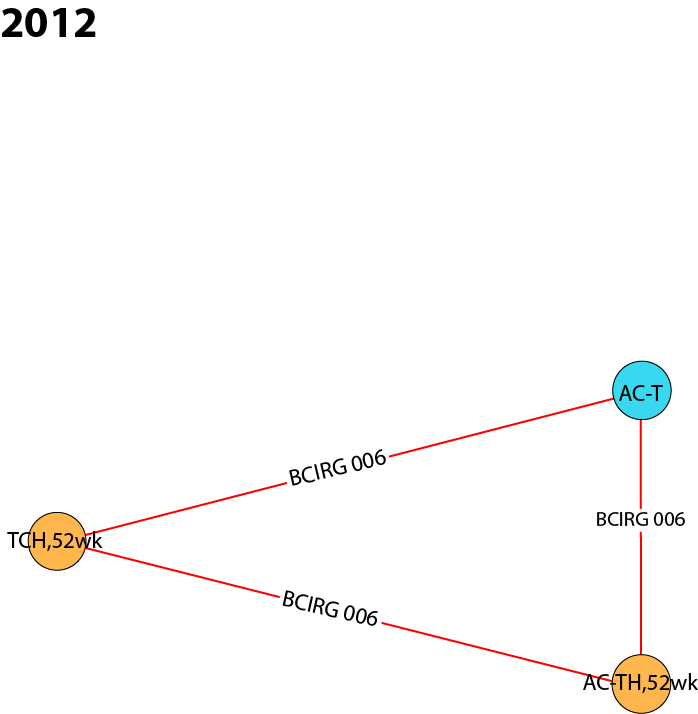 2012
AC-T
BCIRG 006
BCIRG 006
TCH,52wk
BCIRG 006
AC-TH,52wk